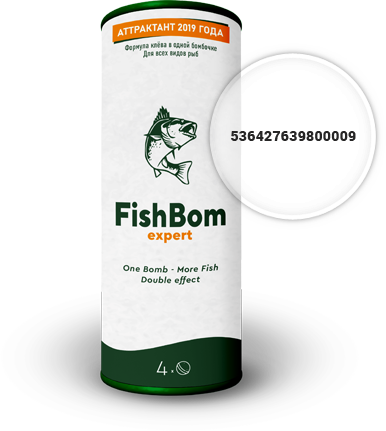 АТТРАКТАНТ 2019 ГОДА
Формула клёва в одной бомбочке
Для всех видов рыб
536427639800009
FishBom
expert
One Bomb - More Fish
Double effect
4 ×